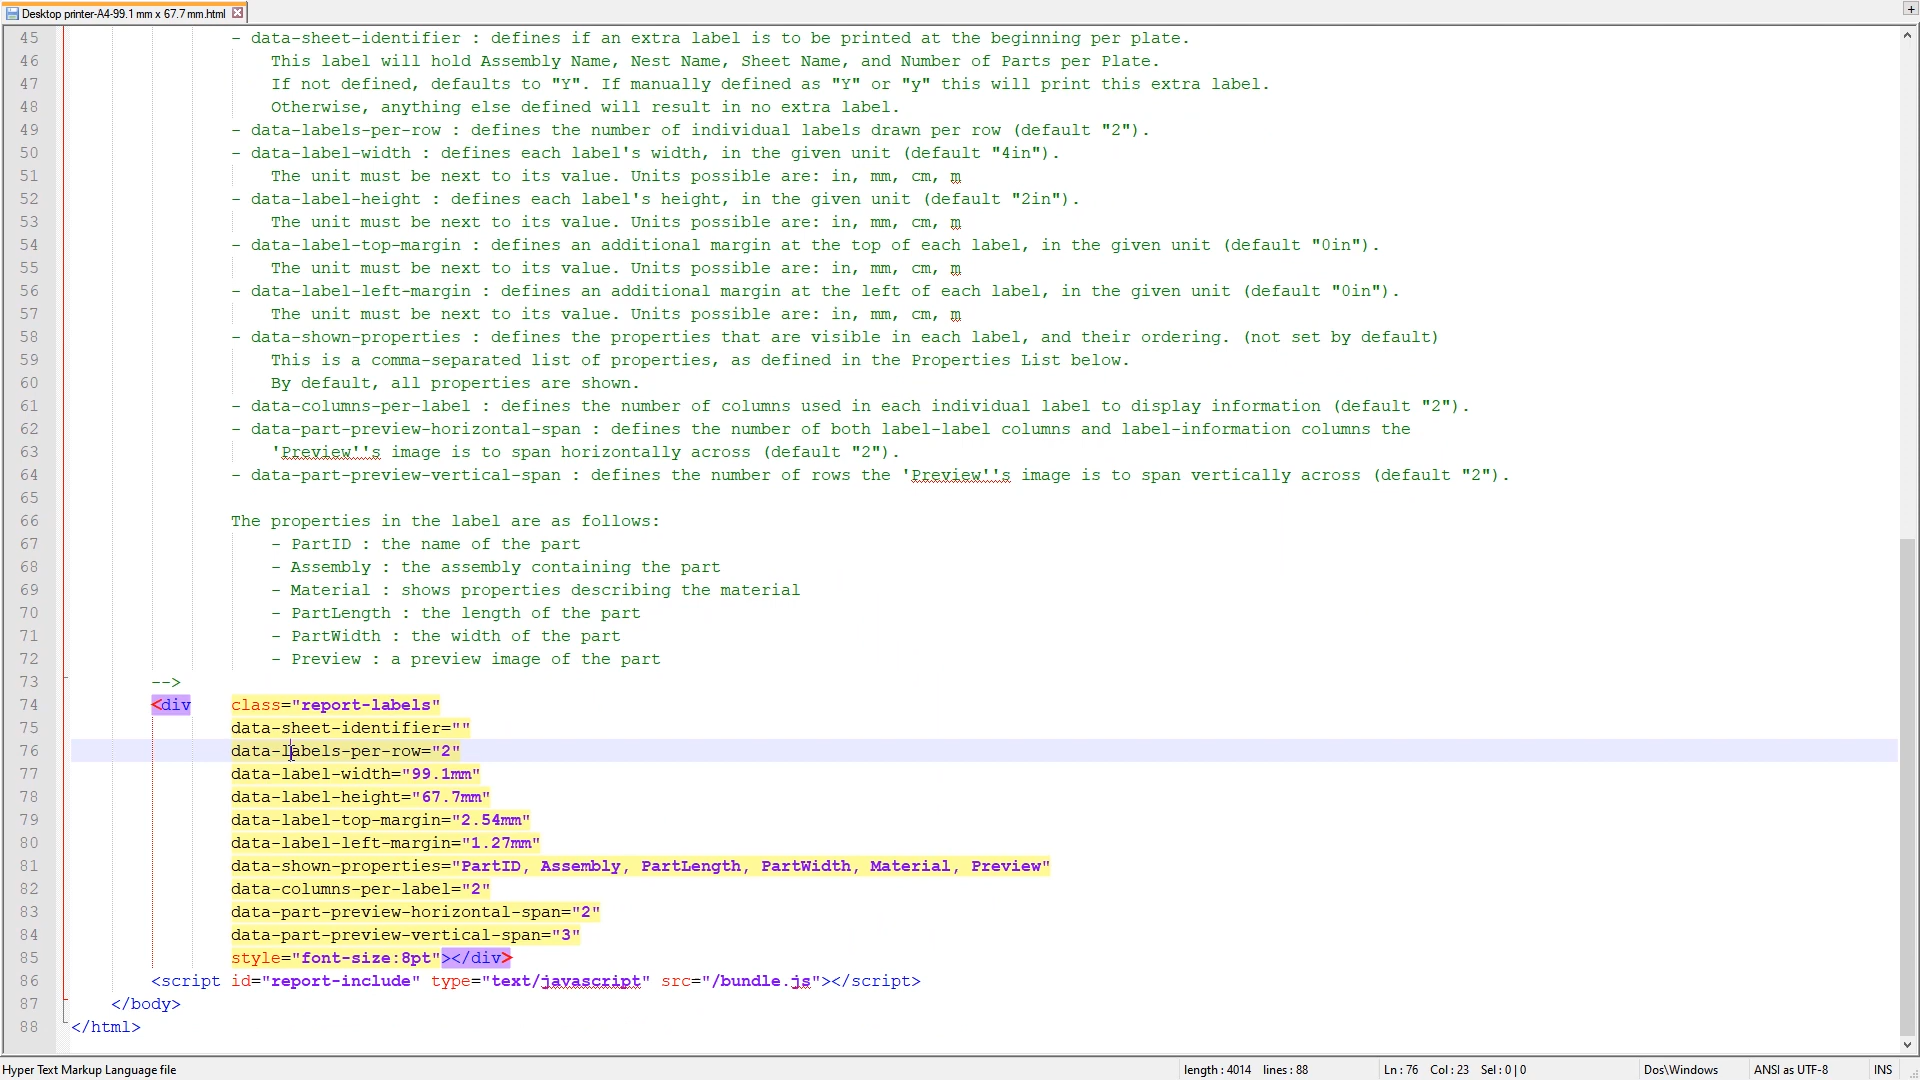 Desktop printer-A4-99.1 mm x 67.7 mm.html
45 - data-sheet-identifier : defines if an extra label is to be printed at the beginning per plate.
46 This label will hold Assembly Name, Nest Name, Sheet Name, and Number of Parts per Plate.
47 If not defined, defaults to "Y". If manually defined as "Y" or "y" this will print this extra label.
48 Otherwise, anything else defined will result in no extra label.
49 - data-labels-per-row : defines the number of individual labels drawn per row (default "2").
50 - data-label-width : defines each label's width, in the given unit (default "4in").
51 The unit must be next to its value. Units possible are: in, mm, cm, m
52 - data-label-height : defines each label's height, in the given unit (default "2in").
53 The unit must be next to its value. Units possible are: in, mm, cm, m
54 - data-label-top-margin : defines an additional margin at the top of each label, in the given unit (default "0in").
55 The unit must be next to its value. Units possible are: in, mm, cm, m
56 - data-label-left-margin : defines an additional margin at the left of each label, in the given unit (default "0in").
57 The unit must be next to its value. Units possible are: in, mm, cm, m
58 - data-shown-properties : defines the properties that are visible in each label, and their ordering. (not set by default)
59 This is a comma-separated list of properties, as defined in the Properties List below.
60 By default, all properties are shown.
61 - data-columns-per-label : defines the number of columns used in each individual label to display information (default "2").
62 - data-part-preview-horizontal-span : defines the number of both label-label columns and label-information columns the
63 'Preview''s image is to span horizontally across (default "2").
64 - data-part-preview-vertical-span : defines the number of rows the 'Preview''s image is to span vertically across (default "2").
65
66 The properties in the label are as follows:
67 - PartID : the name of the part
68 - Assembly : the assembly containing the part
69 - Material : shows properties describing the material
70 - PartLength : the length of the part
71 - PartWidth : the width of the part
72 - Preview : a preview image of the part
73 -->
74 <div class="report-labels"
75 data-sheet-identifier=""
76 data-labels-per-row="2"
77 data-label-width="99.1mm"
78 data-label-height="67.7mm"
79 data-label-top-margin="2.54mm"
80 data-label-left-margin="1.27mm"
81 data-shown-properties="PartID, Assembly, PartLength, PartWidth, Material, Preview"
82 data-columns-per-label="2"
83 data-part-preview-horizontal-span="2"
84 data-part-preview-vertical-span="3"
85 style="font-size:8pt"></div>
86 <script id="report-include" type="text/javascript" src="/bundle.js"></script>
87 </body>
88 </html>
Hyper Text Markup Language file length : 4014 lines : 88 Ln : 76 Col : 23 Sel : 0 | 0 Dos\Windows ANSI as UTF-8 INS